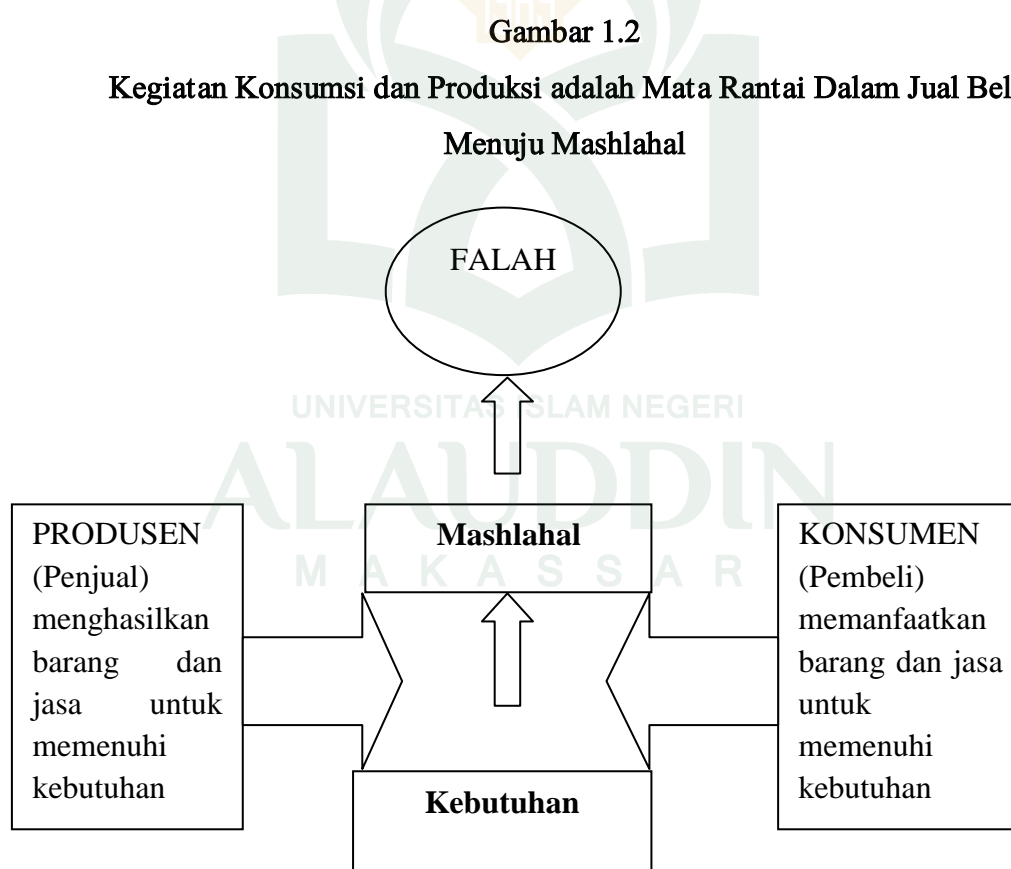 Gambar 1.2
Kegiatan Konsumsi dan Produksi adalah Mata Rantai Dalam Jual Bel
Menuju Mashlahal
FALAH
UNIVERSITAS ISLAM NEGERI
ALAUDDIN
MAKASSAR
PRODUSEN
(Penjual)
menghasilkan
barang dan
jasa untuk
memenuhi
kebutuhan
Mashlahal
Kebutuhan
KONSUMEN
(Pembeli)
memanfaatkan
barang dan jasa
untuk
memenuhi
kebutuhan